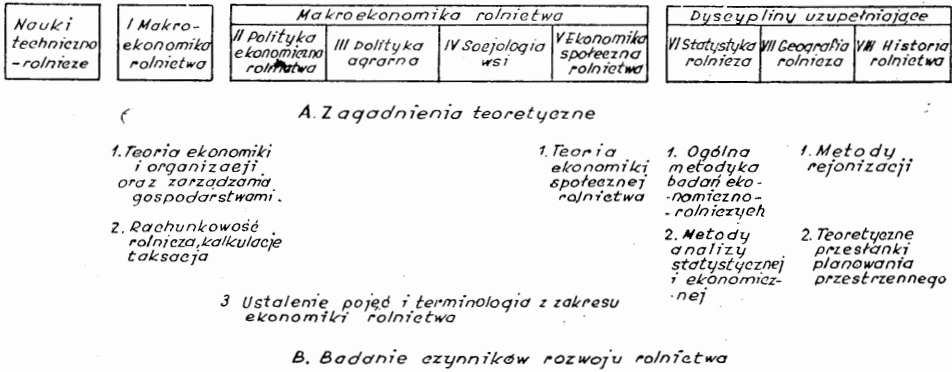 Nauki
techniczno
-rolnicze
I Makro-
ekonomika
rolnictwa
Makroekonomika rolnictwa
II Polityka
ekonomiczna
rolnictwa
III Polityka
agrarna
IV Socjologia
wsi
V Ekonomika
społeczna
rolnictwa
Dyscypliny uzupełniające
VI Statystyka
rolnicza
VII Geografia
rolnicza
VIII Historia
rolnictwa
A. Zagadnienia teoretyczne
1. Teoria ekonomiki
i organizacji
oraz zarządzania
gospodarstwami.
2. Rachunkowość
rolnicza, kalkulacje
taksacja
1. Teoria
ekonomiki
społecznej
rolnictwa
1. Ogólna
metodyka
badań eko-
-nomiczno-
-rolniczych
2. Metody
analizy
statystycznej
i ekonomicz-
-nej
1. Metody
rejonizacji
2. Teoretyczne
przesłanki
planowania
przestrzennego
3 Ustalenie pojęć i terminologia z zakresu
ekonomiki rolnictwa
B. Badanie czynników rozwoju rolnictwa